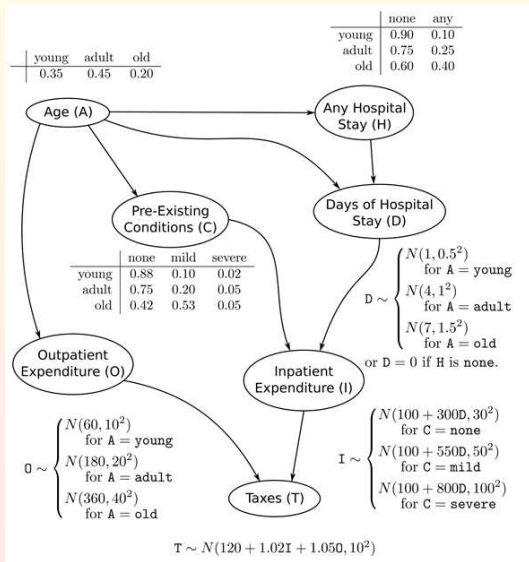 none any
young 0.90 0.10
adult 0.75 0.25
old 0.60 0.40
young adult old
0.35 0.45 0.20
Age (A)
Any Hospital
Stay (H)
Pre-Existing
Conditions (C)
Days of Hospital
Stay (D)
none mild severe
young 0.88 0.10 0.02
adult 0.75 0.20 0.05
old 0.42 0.53 0.05
D ∼ { N(1, 0.5²)
for A = young
N(4, 1²)
for A = adult
N(7, 1.5²)
for A = old
or D = 0 if H is none.
Outpatient
Expenditure (O)
Inpatient
Expenditure (I)
O ∼ { N(60, 10²)
for A = young
N(180, 20²)
for A = adult
N(360, 40²)
for A = old
I ∼ { N(100 + 300D, 30²)
for C = none
N(100 + 550D, 50²)
for C = mild
N(100 + 800D, 100²)
for C = severe
Taxes (T)
T ∼ N(120 + 1.02I + 1.05O, 10²)